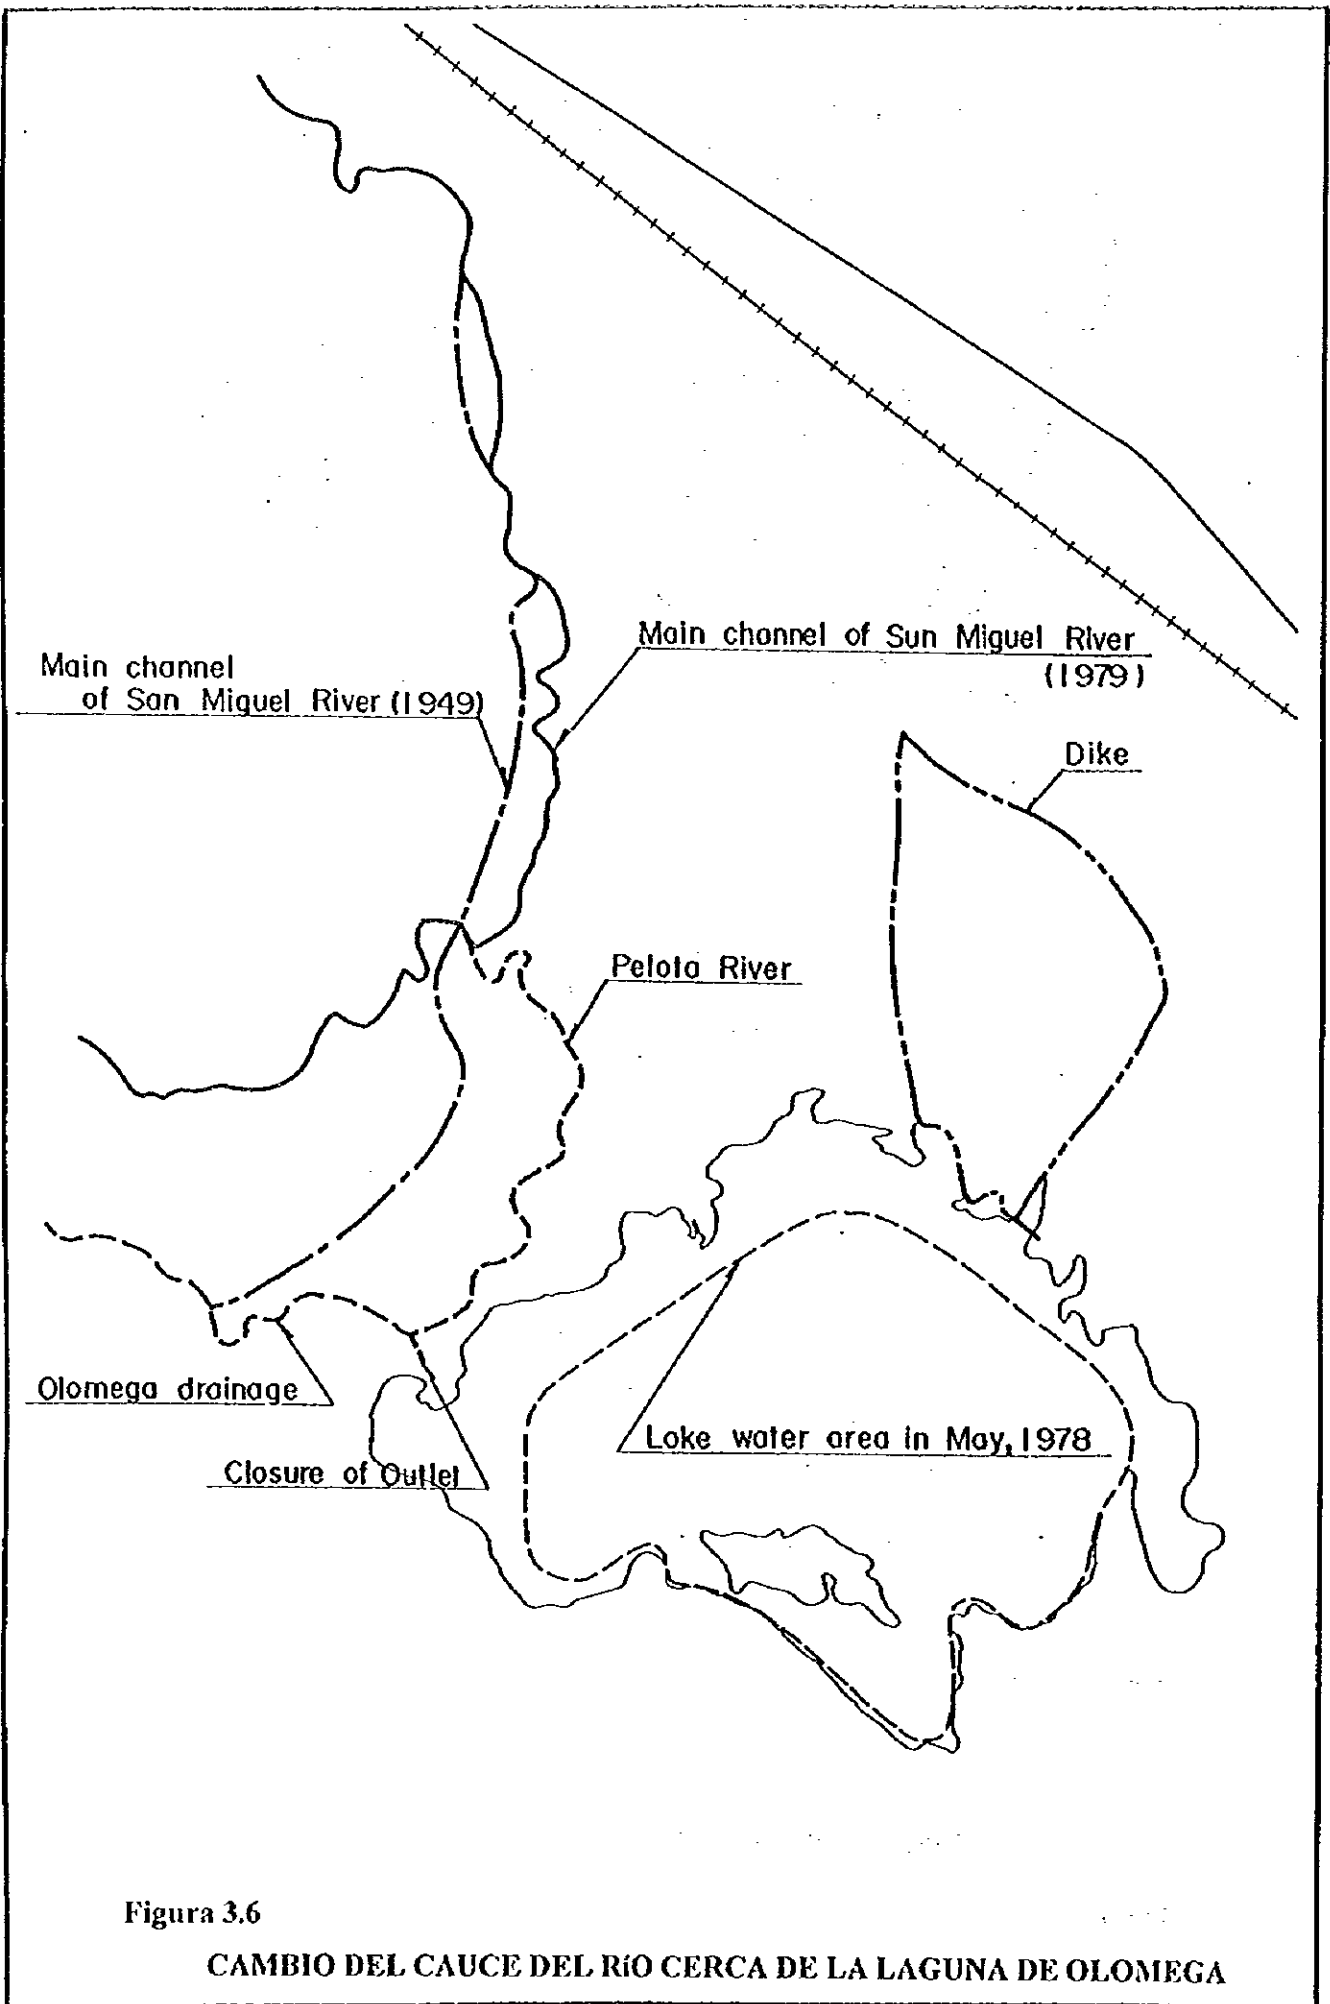 Main channel of Sun Miguel River
(1979)
Main channel
of San Miguel River (1949)
Dike
Pelota River
Olomega drainage
Lake water area in May, 1978
Closure of Outlet
Figura 3.6
CAMBIO DEL CAUCE DEL RíO CERCA DE LA LAGUNA DE OLOMEGA